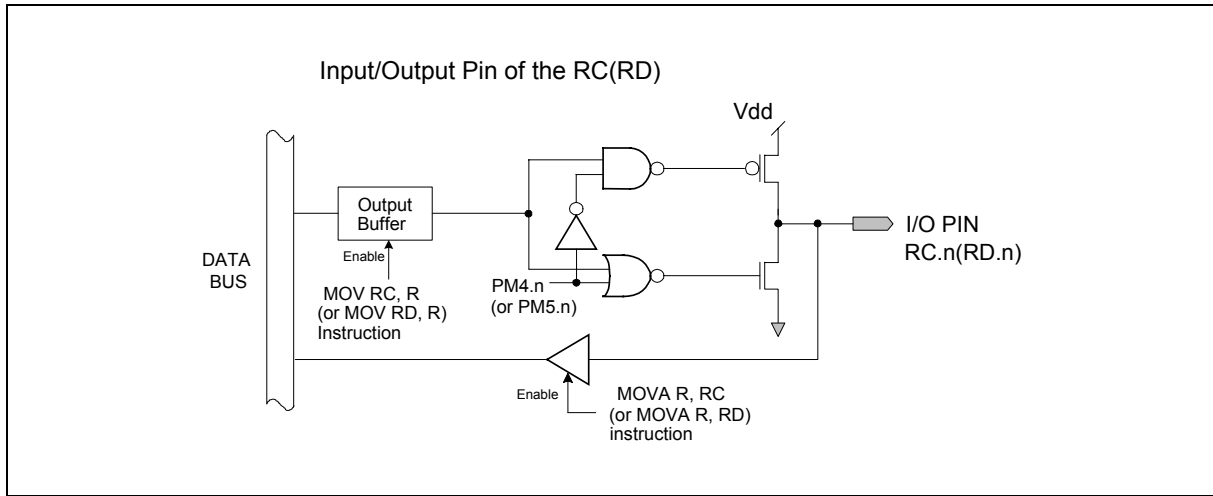 Input/Output Pin of the RC(RD)
Vdd
Output
Buffer
I/O PIN
RC.n(RD.n)
DATA
BUS
Enable
MOV RC, R
(or MOV RD, R)
Instruction
PM4.n
(or PM5.n)
Enable
MOVA R, RC
(or MOVA R, RD)
instruction